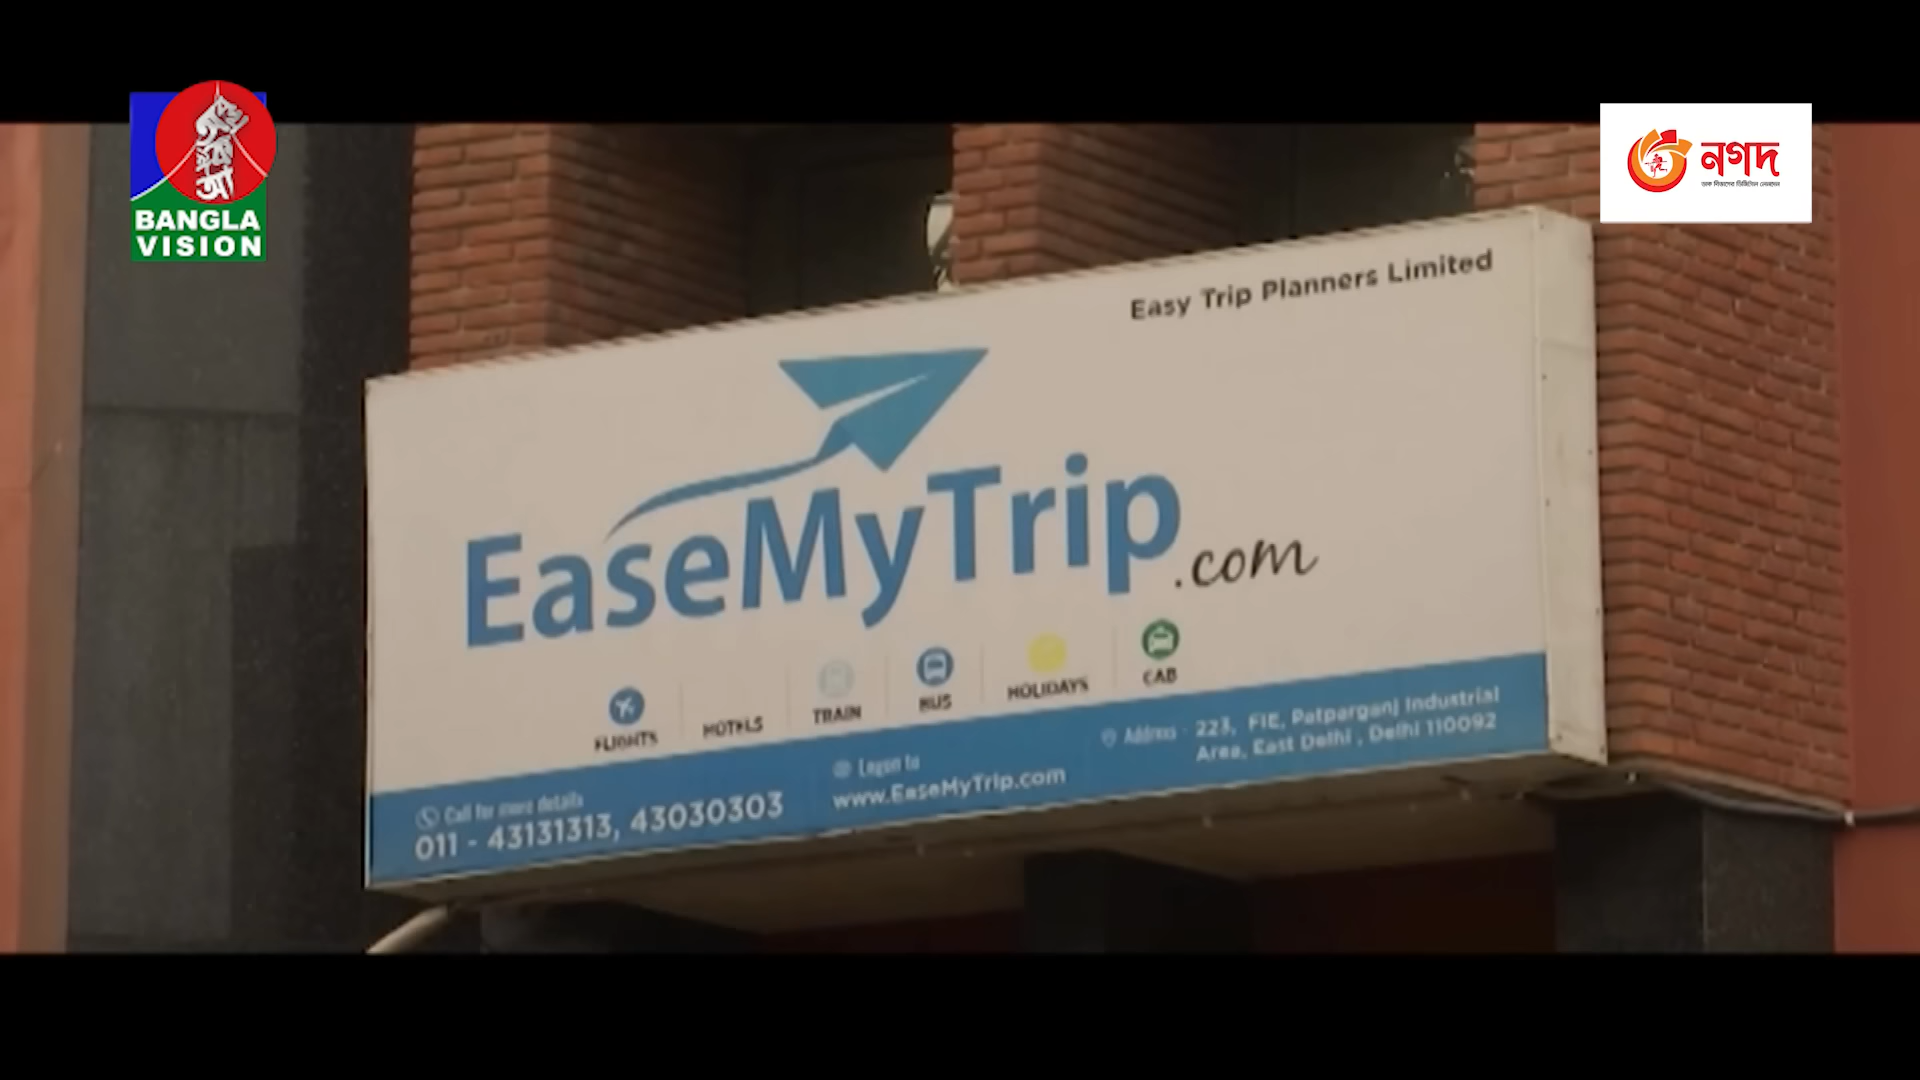 BANGLA
VISION
নগদ
ডাক বিভাগের ডিজিটাল লেনদেন
Easy Trip Planners Limited
EaseMyTrip.com
FLIGHTS
HOTELS
TRAIN
BUS
HOLIDAYS
CAB
Call for more details
011 - 43131313, 43030303
Logon to
www.EaseMyTrip.com
Address - 223, FIE, Patparganj Industrial
Area, East Delhi , Delhi 110092